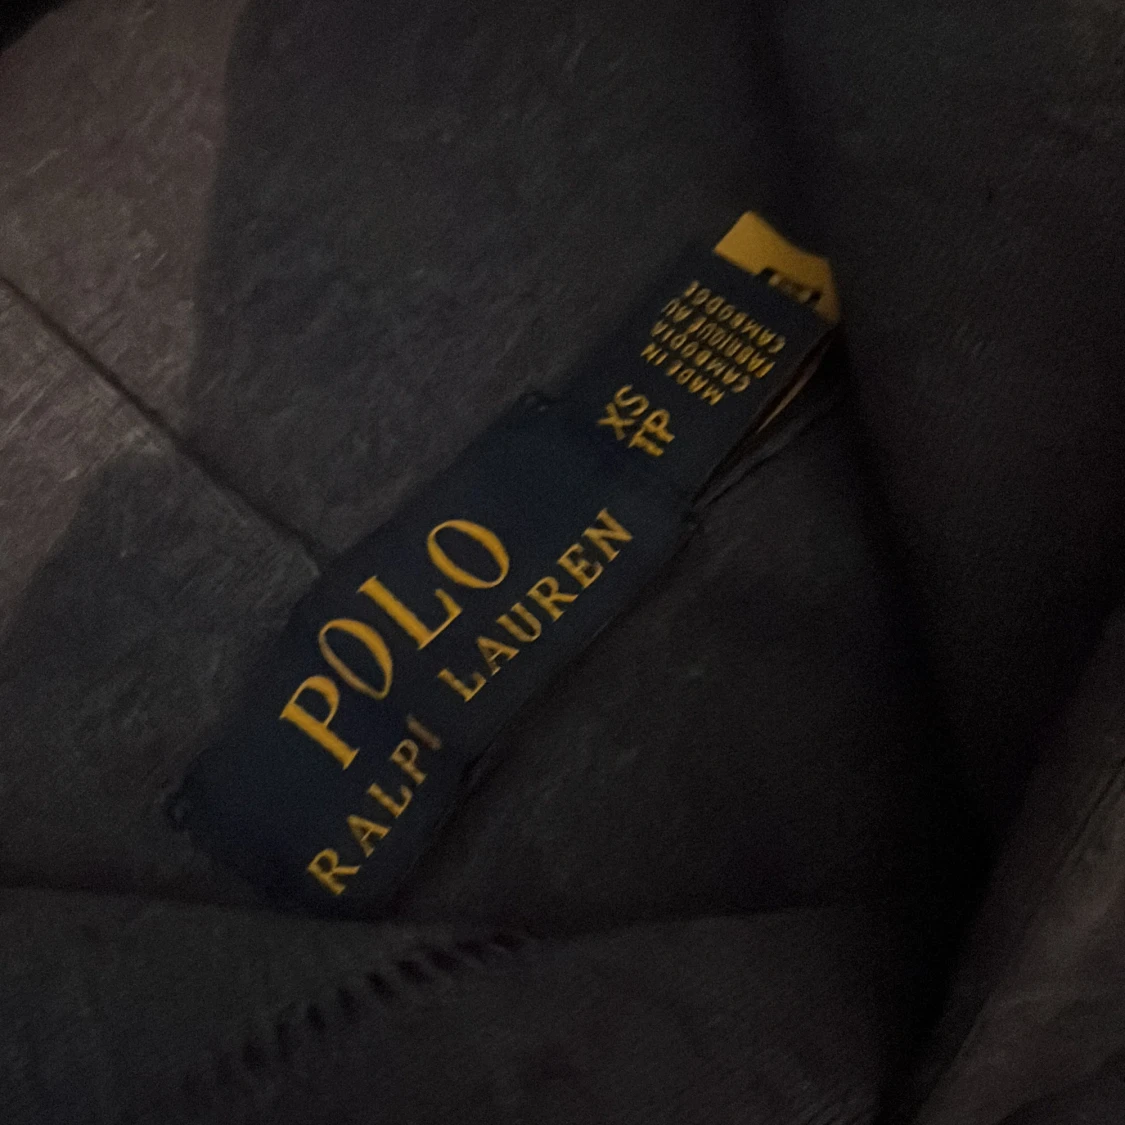 POLO
RALPH LAUREN
XS
TP
MADE IN
CAMBODIA
FABRIQUÉ AU
CAMBODGE